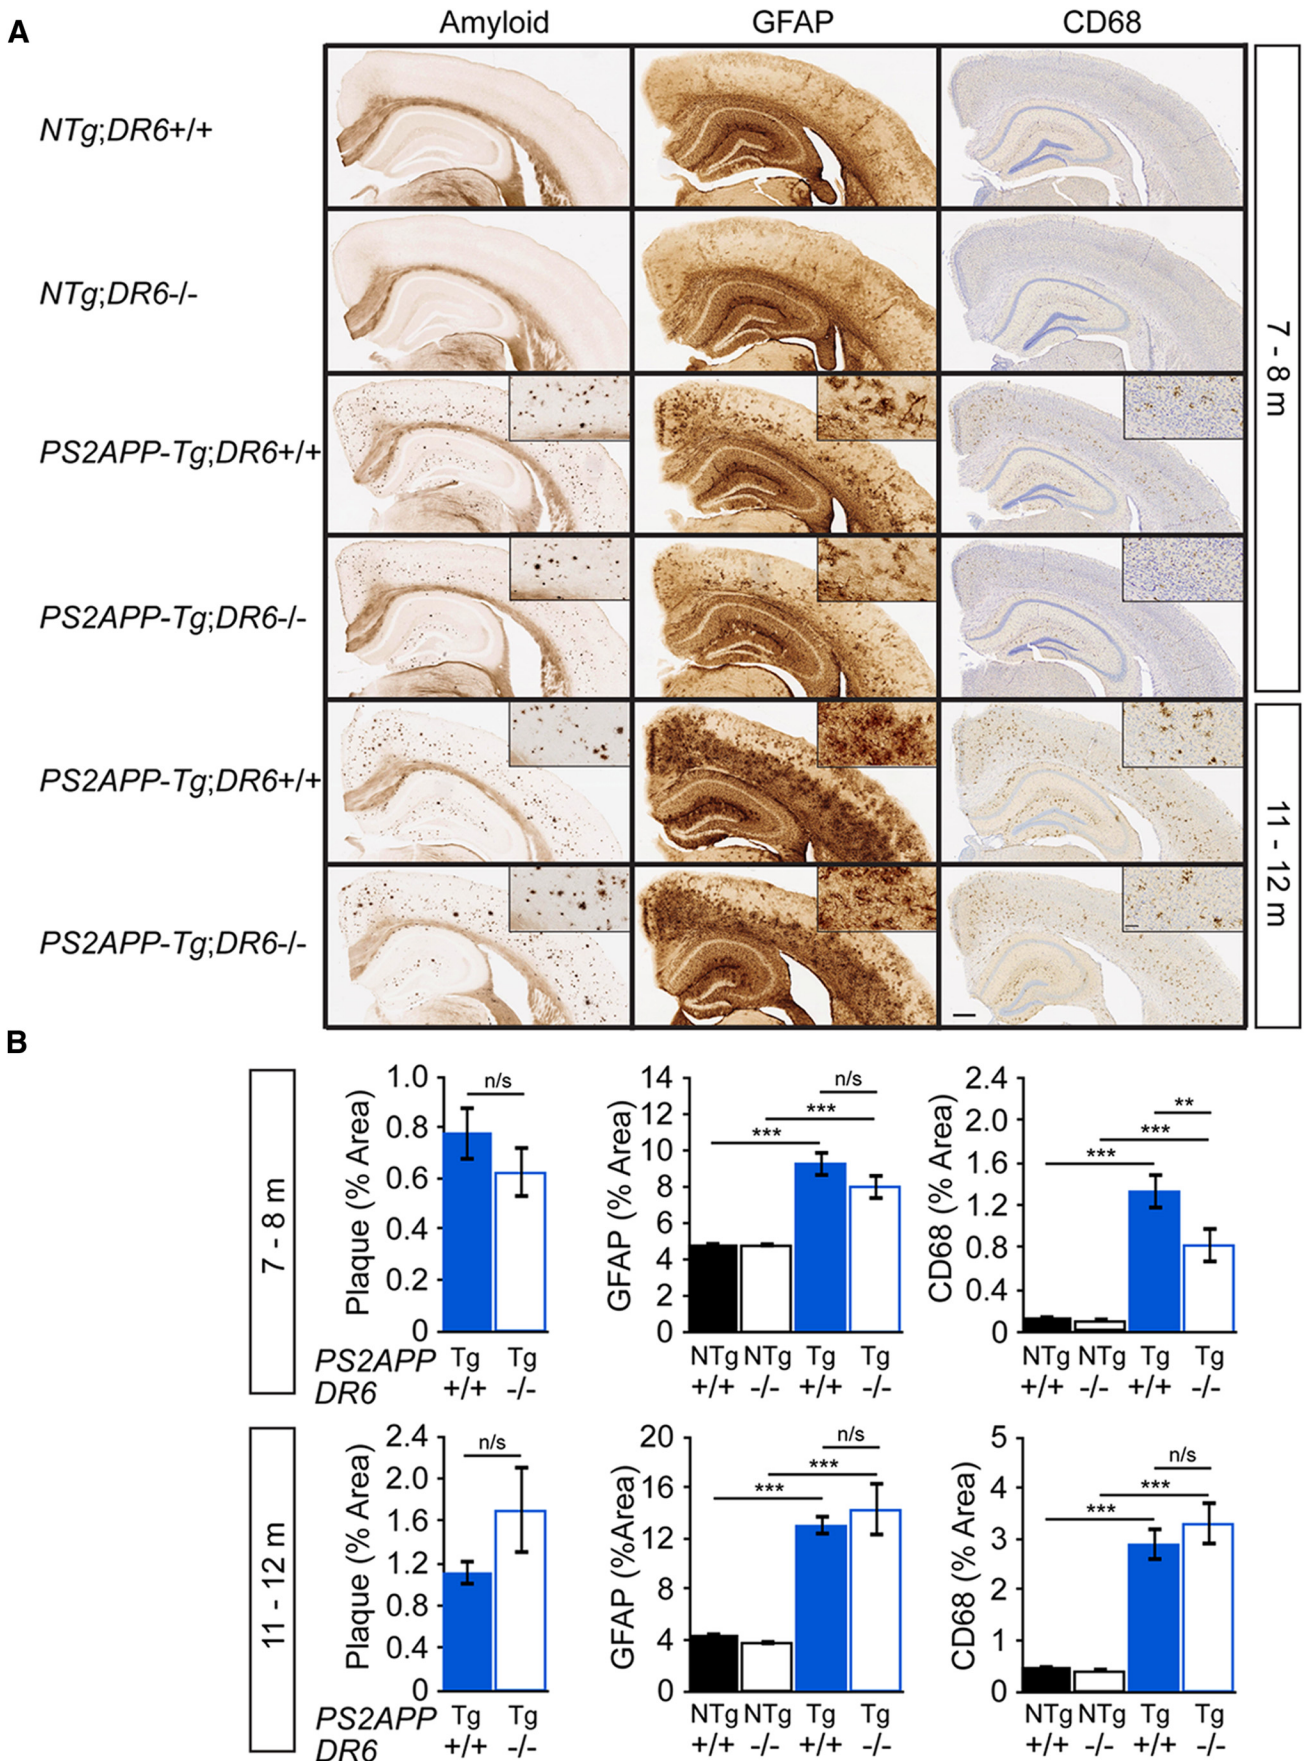 A
Amyloid GFAP CD68
NTg;DR6+/+
NTg;DR6-/-
PS2APP-Tg;DR6+/+
PS2APP-Tg;DR6-/-
7 - 8 m
PS2APP-Tg;DR6+/+
PS2APP-Tg;DR6-/-
11 - 12 m
B
7 - 8 m
Plaque (% Area)
1.0
0.8
0.6
0.4
0.2
0
n/s
PS2APP Tg Tg
DR6 +/+ -/-
GFAP (% Area)
14
12
10
8
6
4
2
0
n/s
***
***
NTg NTg Tg Tg
+/+ -/- +/+ -/-
CD68 (% Area)
2.4
2.0
1.6
1.2
0.8
0.4
0
**
***
***
NTg NTg Tg Tg
+/+ -/- +/+ -/-
11 - 12 m
Plaque (% Area)
2.4
2.0
1.6
1.2
0.8
0.4
0
n/s
PS2APP Tg Tg
DR6 +/+ -/-
GFAP (%Area)
20
16
12
8
4
0
n/s
***
***
NTg NTg Tg Tg
+/+ -/- +/+ -/-
CD68 (% Area)
5
4
3
2
1
0
n/s
***
***
NTg NTg Tg Tg
+/+ -/- +/+ -/-